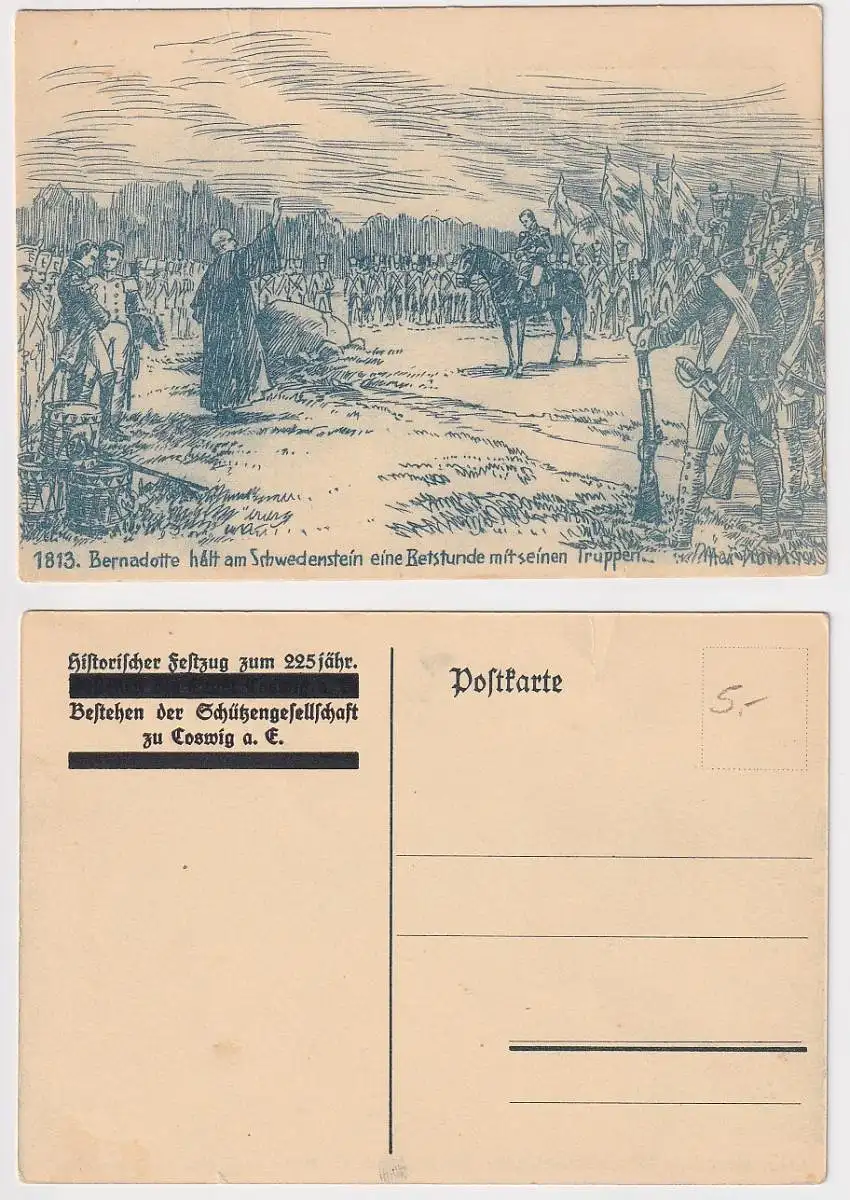 1813. Bernadotte hält am Schwedenstein eine Betstunde mit seinen Truppen.
Historischer Festzug zum 225jähr.
Bestehen der Schützengesellschaft
zu Coswig a. E.
Postkarte
5,-